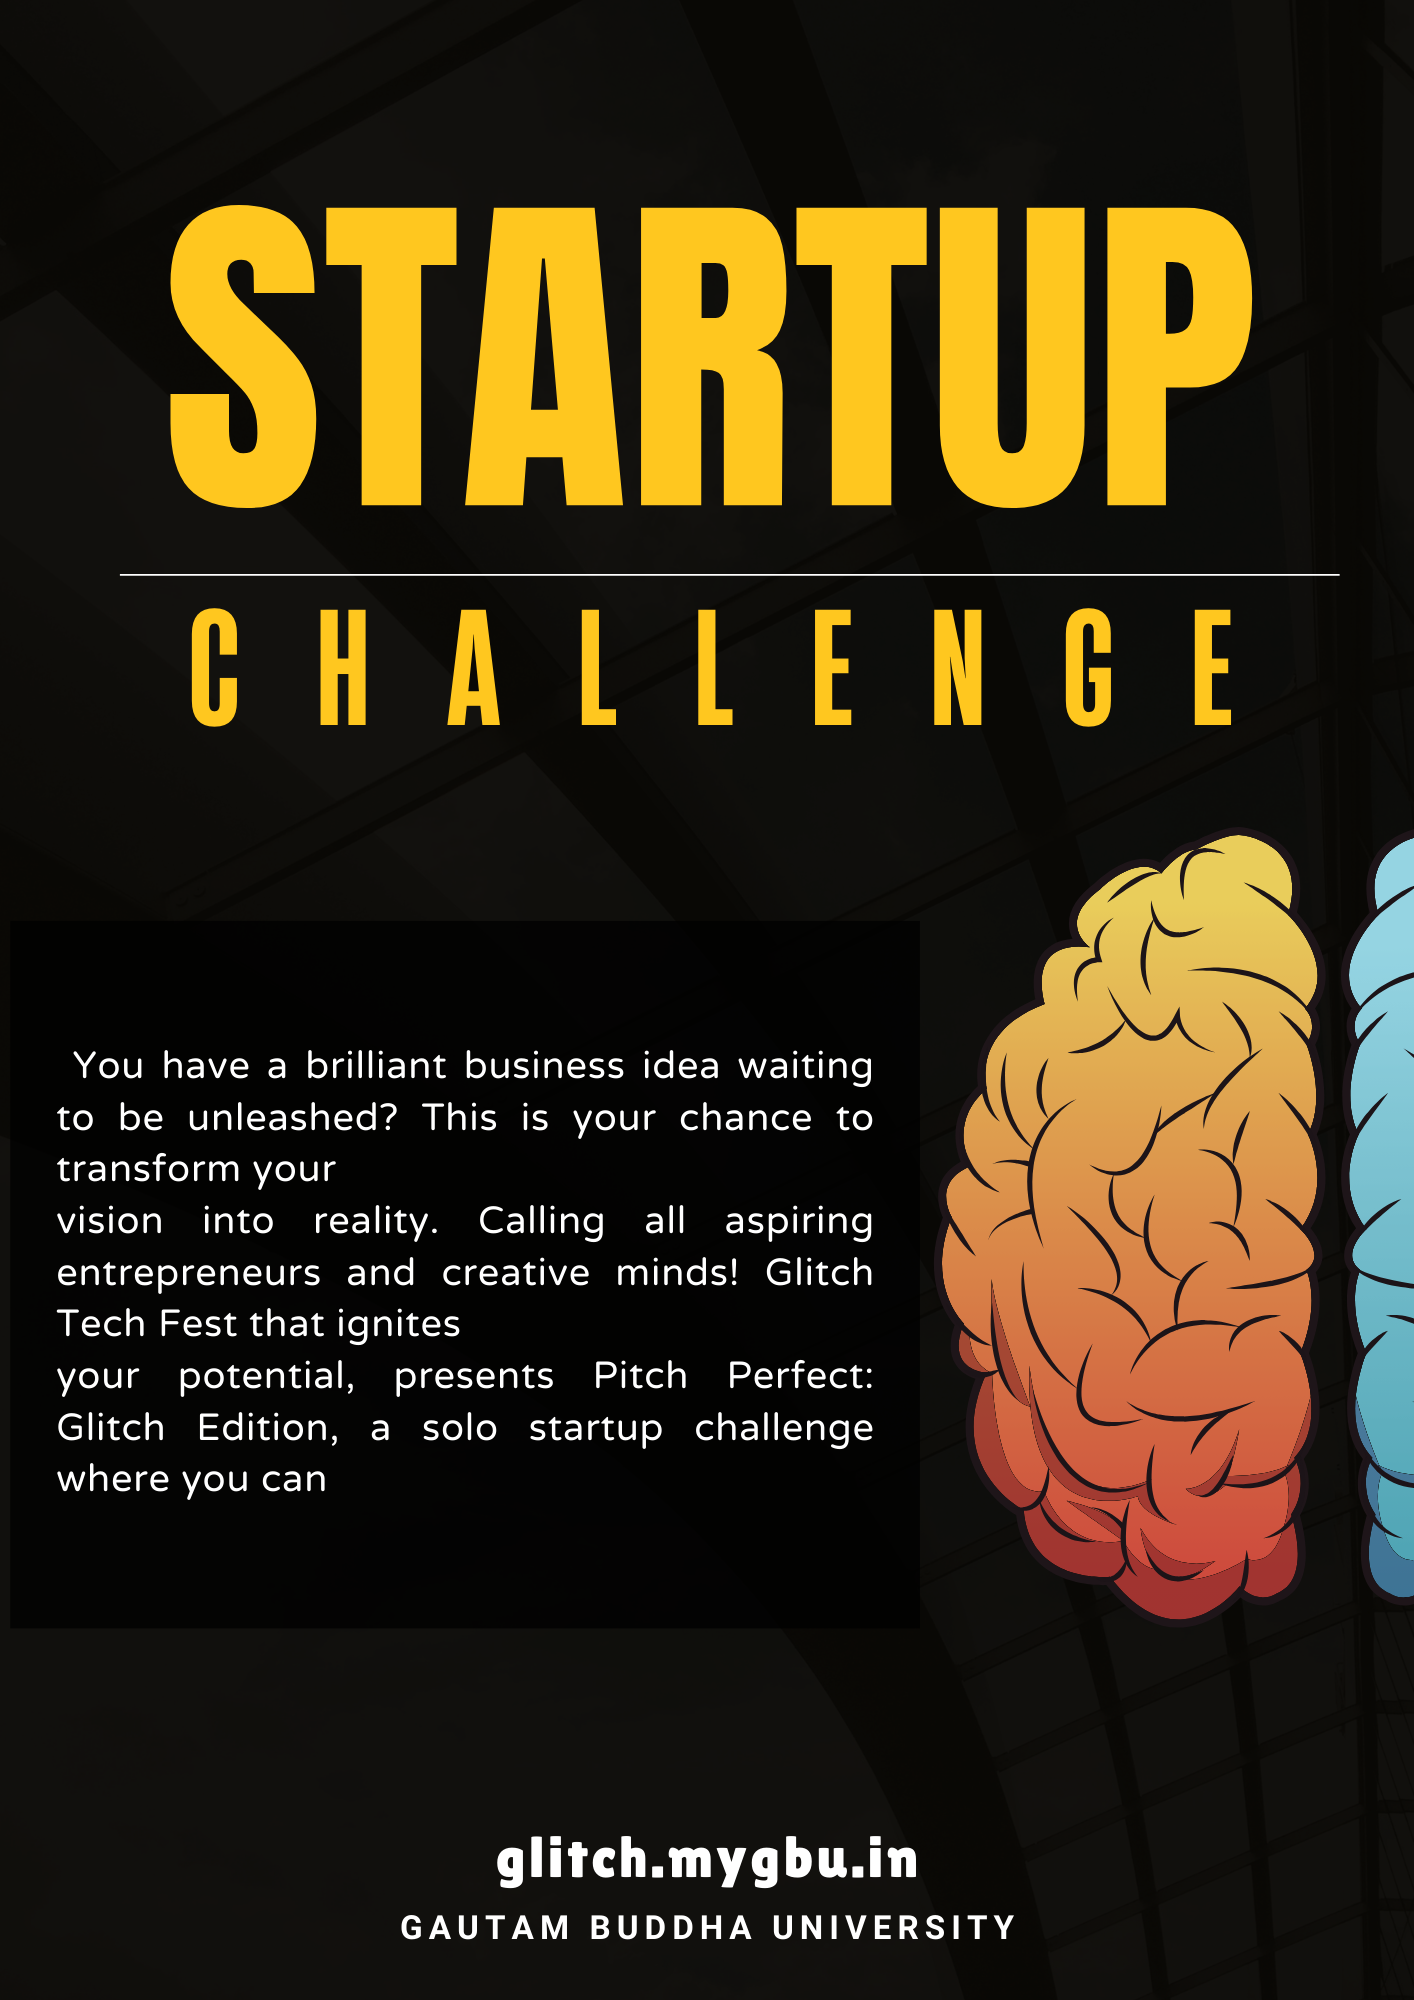 STARTUP
CHALLENGE
You have a brilliant business idea waiting
to be unleashed? This is your chance to
transform your
vision into reality. Calling all aspiring
entrepreneurs and creative minds! Glitch
Tech Fest that ignites
your potential, presents Pitch Perfect:
Glitch Edition, a solo startup challenge
where you can
glitch.mygbu.in
GAUTAM BUDDHA UNIVERSITY